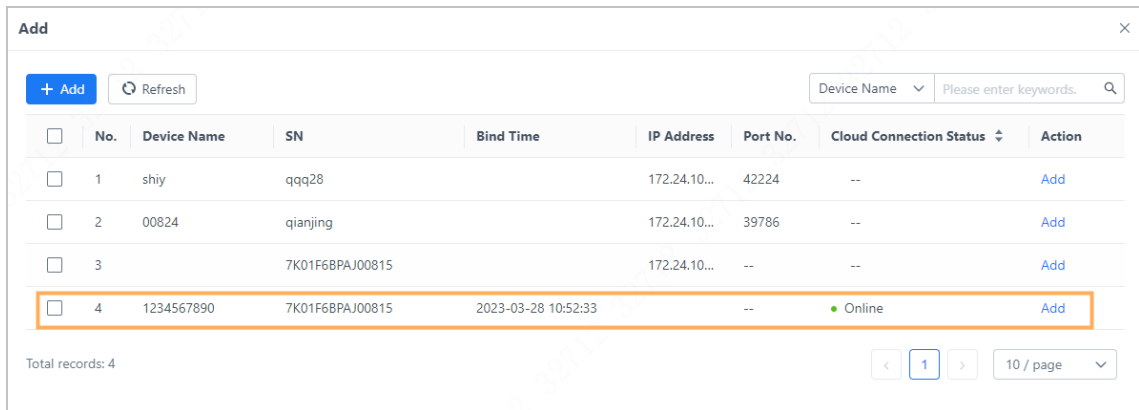 Add
+ Add
Refresh
Device Name
Please enter keywords.
No. Device Name SN Bind Time IP Address Port No. Cloud Connection Status Action
1 shiy qqq28 172.24.10... 42224 -- Add
2 00824 qianjing 172.24.10... 39786 -- Add
3 7K01F6BPAJ00815 172.24.10... -- -- Add
4 1234567890 7K01F6BPAJ00815 2023-03-28 10:52:33 -- Online Add
Total records: 4
< 1 > 10 / page